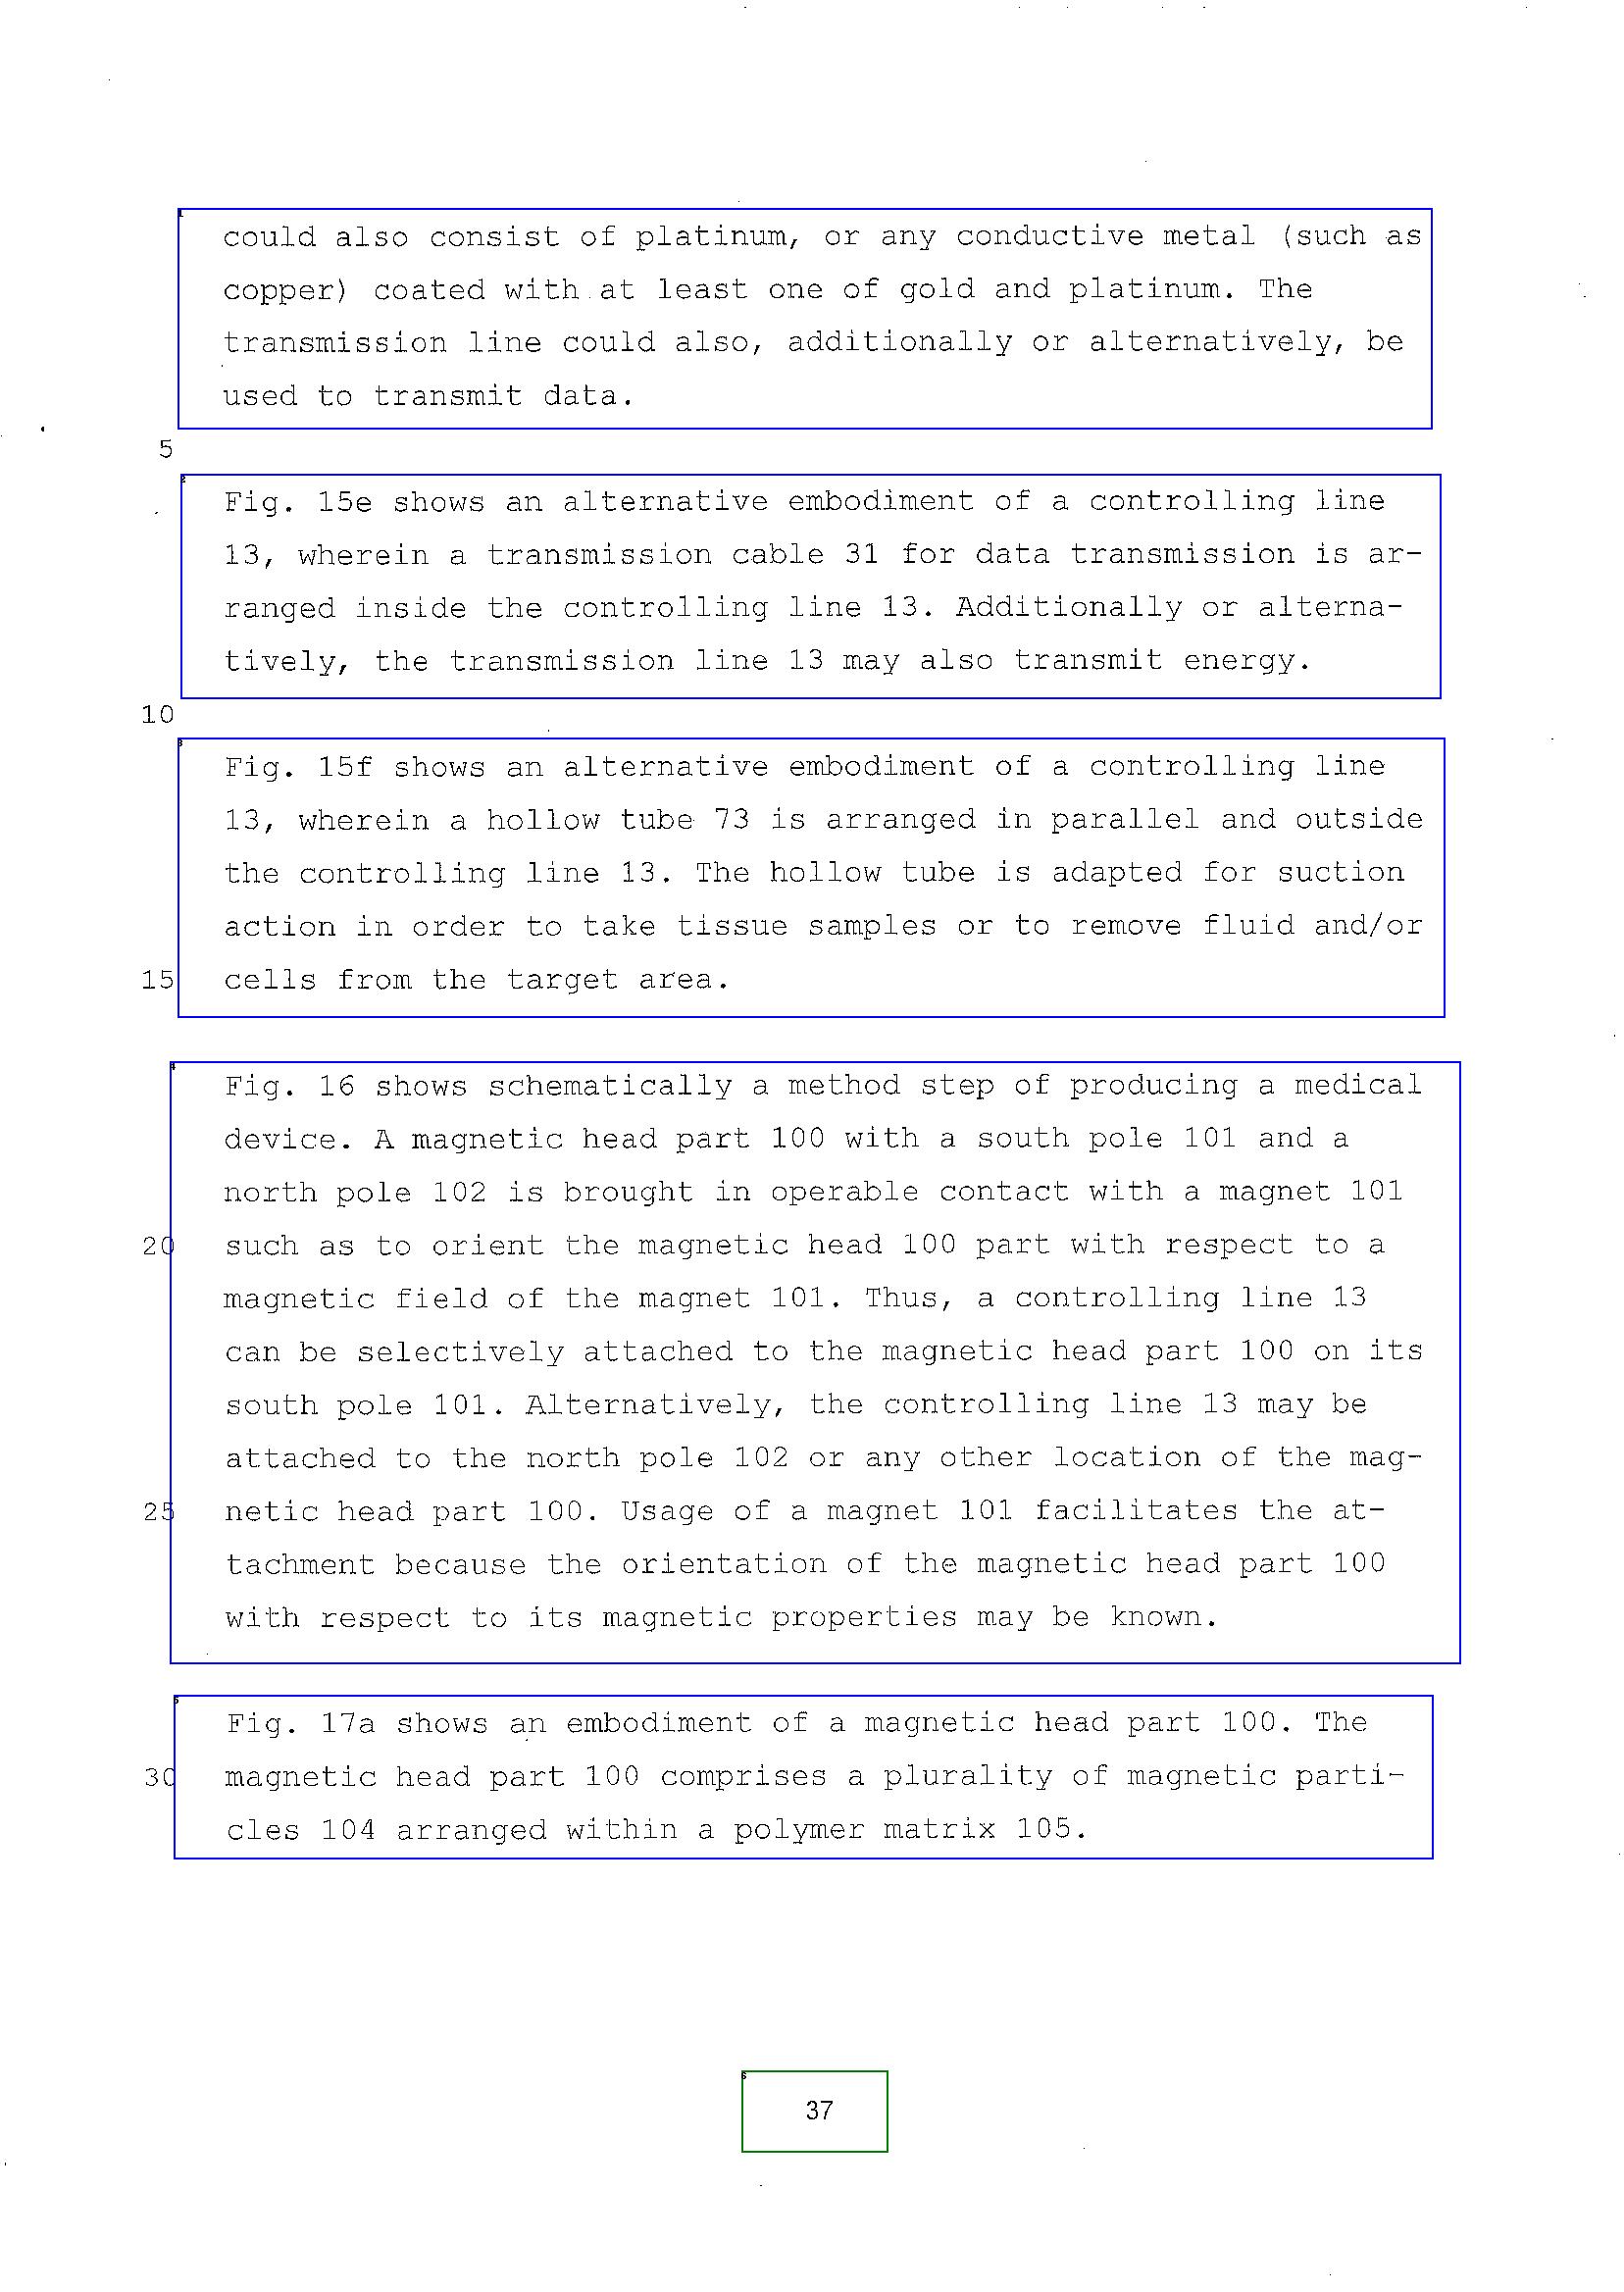 could also consist of platinum, or any conductive metal (such as
copper) coated with at least one of gold and platinum. The
transmission line could also, additionally or alternatively, be
used to transmit data.
5
Fig. 15e shows an alternative embodiment of a controlling line
13, wherein a transmission cable 31 for data transmission is ar-
ranged inside the controlling line 13. Additionally or alterna-
tively, the transmission line 13 may also transmit energy.
10
Fig. 15f shows an alternative embodiment of a controlling line
13, wherein a hollow tube 73 is arranged in parallel and outside
the controlling line 13. The hollow tube is adapted for suction
action in order to take tissue samples or to remove fluid and/or
15 cells from the target area.
Fig. 16 shows schematically a method step of producing a medical
device. A magnetic head part 100 with a south pole 101 and a
north pole 102 is brought in operable contact with a magnet 101
20 such as to orient the magnetic head 100 part with respect to a
magnetic field of the magnet 101. Thus, a controlling line 13
can be selectively attached to the magnetic head part 100 on its
south pole 101. Alternatively, the controlling line 13 may be
attached to the north pole 102 or any other location of the mag-
25 netic head part 100. Usage of a magnet 101 facilitates the at-
tachment because the orientation of the magnetic head part 100
with respect to its magnetic properties may be known.
Fig. 17a shows an embodiment of a magnetic head part 100. The
30 magnetic head part 100 comprises a plurality of magnetic parti-
cles 104 arranged within a polymer matrix 105.
37